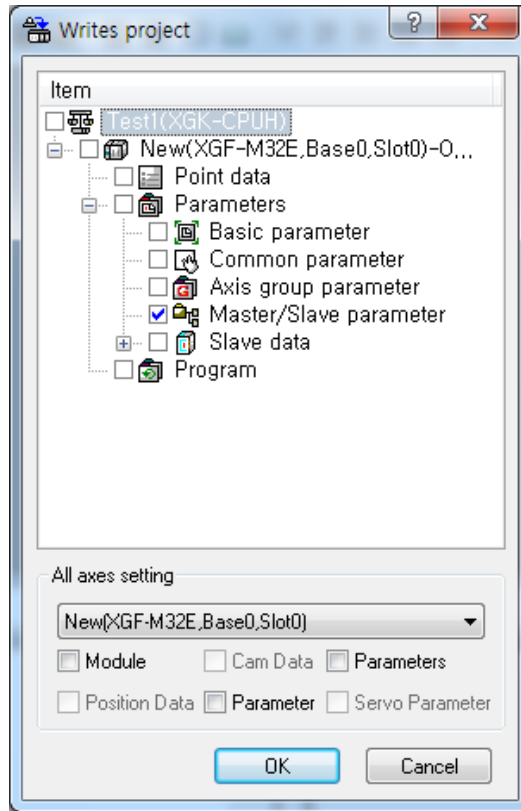 Writes project
Item
Test1(XGK-CPUH)
New(XGF-M32E,Base0,Slot0)-O...
Point data
Parameters
Basic parameter
Common parameter
Axis group parameter
Master/Slave parameter
Slave data
Program
All axes setting
New(XGF-M32E,Base0,Slot0)
Module Cam Data Parameters
Position Data Parameter Servo Parameter
OK Cancel